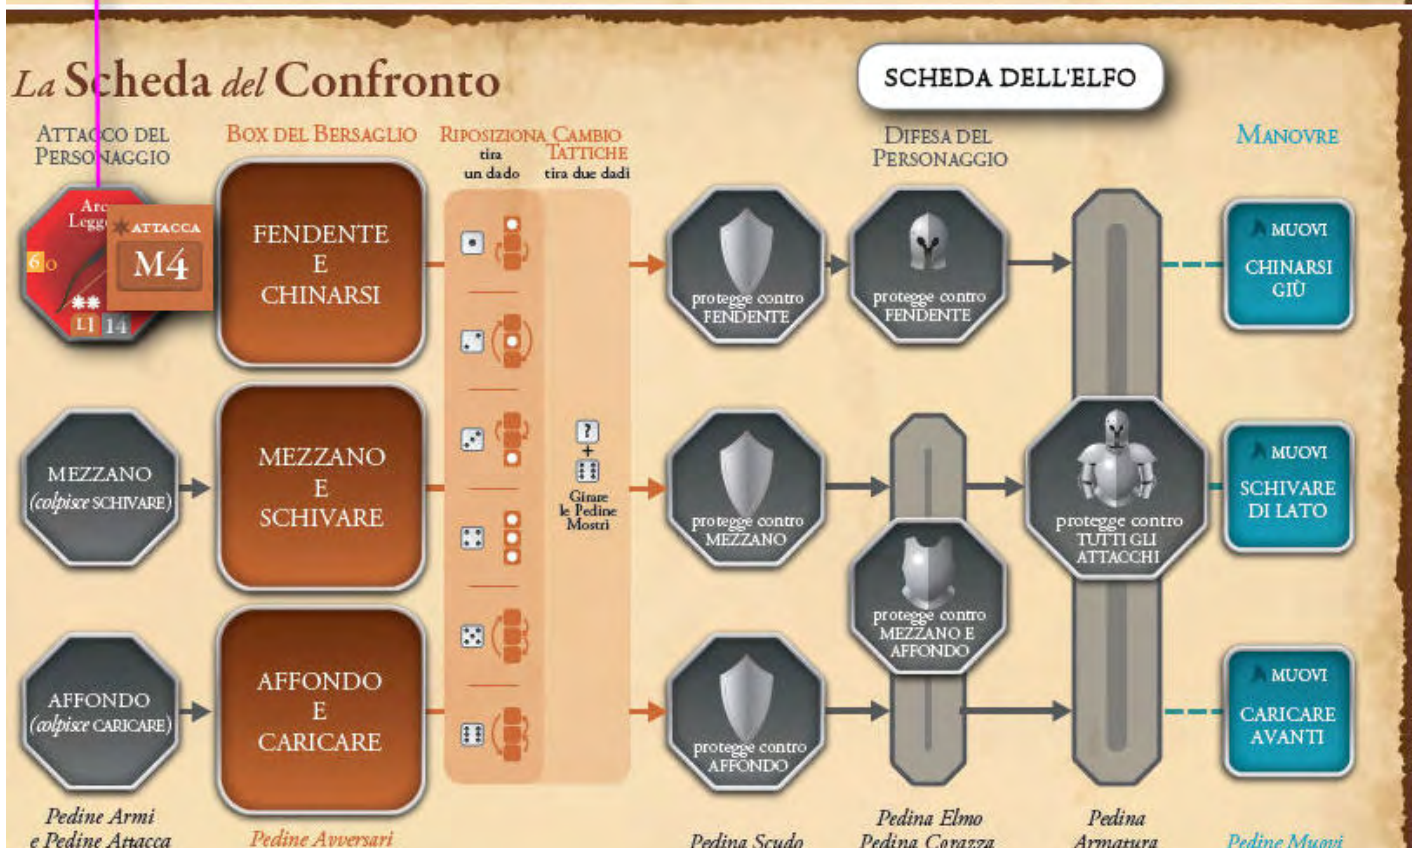 La Scheda del Confronto
SCHEDA DELL'ELFO
ATTACCO DEL
PERSONAGGIO
BOX DEL BERSAGLIO
RIPOSIZIONA
tira
un dado
CAMBIO
TATTICHE
tira due dadi
DIFESA DEL
PERSONAGGIO
MANOVRE
6 0
ATTACCA
M4
L1 14
FENDENTE
E
CHINARSI
protegge contro
FENDENTE
protegge contro
FENDENTE
MUOVI
CHINARSI
GIÙ
MEZZANO
(colpisce SCHIVARE)
MEZZANO
E
SCHIVARE
?
+
Girare
le Pedine
Mostri
protegge contro
MEZZANO
protegge contro
MEZZANO E
AFFONDO
protegge contro
TUTTI GLI
ATTACCHI
MUOVI
SCHIVARE
DI LATO
AFFONDO
(colpisce CARICARE)
AFFONDO
E
CARICARE
protegge contro
AFFONDO
MUOVI
CARICARE
AVANTI
Pedine Armi
e Pedine Attacca
Pedine Avversari
Pedina Scudo
Pedina Elmo
Pedina Corazza
Pedina
Armatura
Pedine Muovi